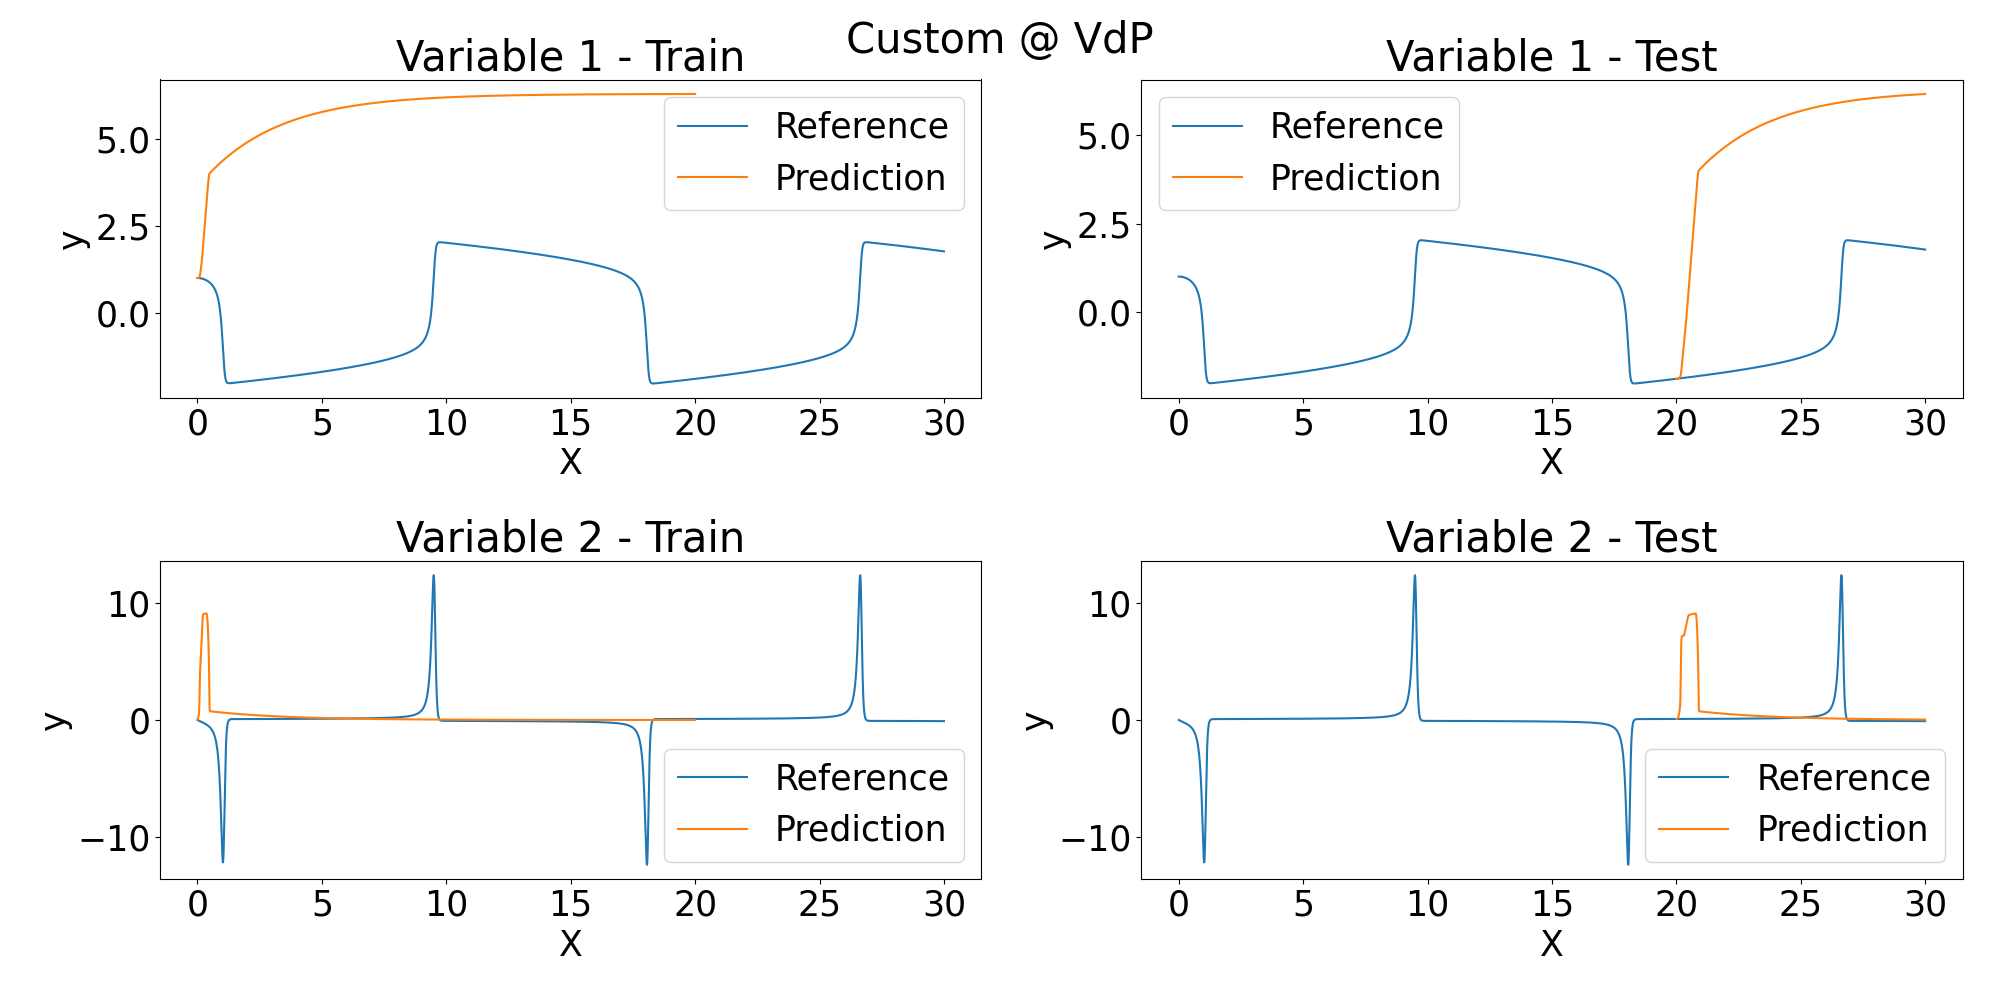 Custom @ VdP
Variable 1 - Train
5.0
2.5
0.0
y
Reference
Prediction
0 5 10 15 20 25 30
X
Variable 1 - Test
5.0
2.5
0.0
y
Reference
Prediction
0 5 10 15 20 25 30
X
Variable 2 - Train
10
0
−10
y
Reference
Prediction
0 5 10 15 20 25 30
X
Variable 2 - Test
10
0
−10
y
Reference
Prediction
0 5 10 15 20 25 30
X